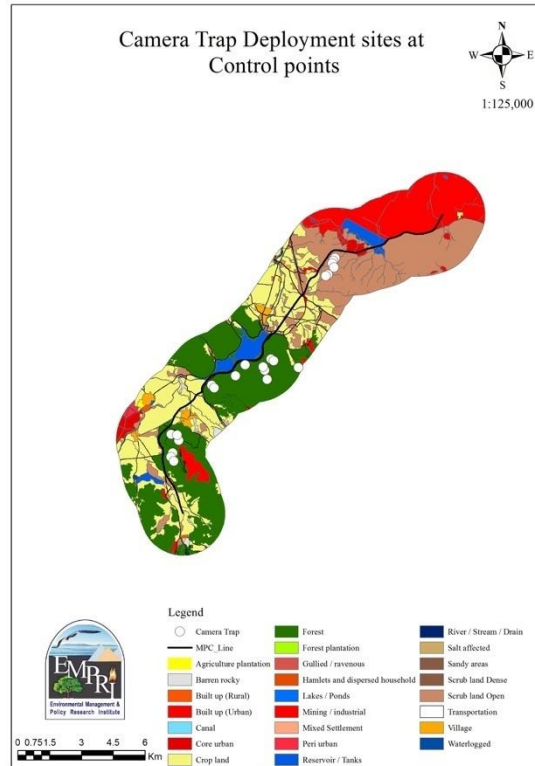 Camera Trap Deployment sites at
Control points
N
W
E
S
1:125,000
Legend
Camera Trap
MPC_Line
Agriculture plantation
Barren rocky
Built up (Rural)
Built up (Urban)
Canal
Core urban
Crop land
Forest
Forest plantation
Gullied / ravenous
Hamlets and dispersed household
Lakes / Ponds
Mining / industrial
Mixed Settlement
Peri urban
Reservoir / Tanks
River / Stream / Drain
Salt affected
Sandy areas
Scrub land Dense
Scrub land Open
Transportation
Village
Waterlogged
EMPRI
Environmental Management &
Policy Research Institute
0 0.75 1.5 3 4.5 6
Km